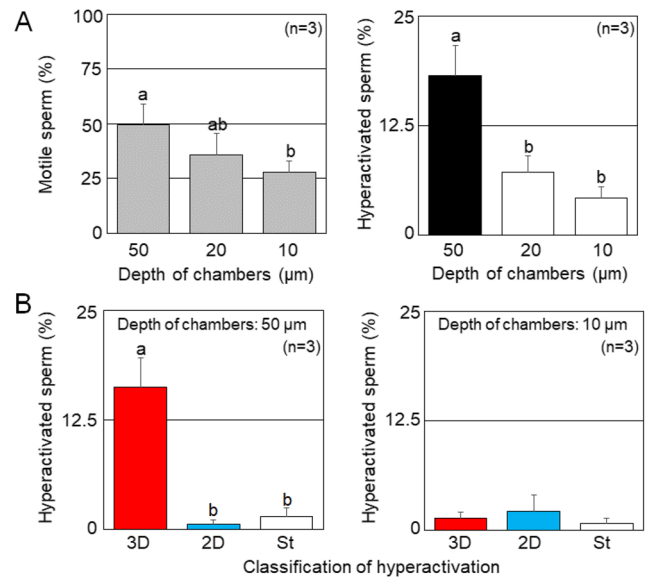 A
Motile sperm (%)
100
75
50
25
0
(n=3)
a
ab
b
50 20 10
Depth of chambers (μm)
Hyperactivated sperm (%)
25
12.5
0
(n=3)
a
b
b
50 20 10
Depth of chambers (μm)
B
Hyperactivated sperm (%)
25
12.5
0
Depth of chambers: 50 μm
(n=3)
a
b
b
3D 2D St
Hyperactivated sperm (%)
25
12.5
0
Depth of chambers: 10 μm
(n=3)
3D 2D St
Classification of hyperactivation